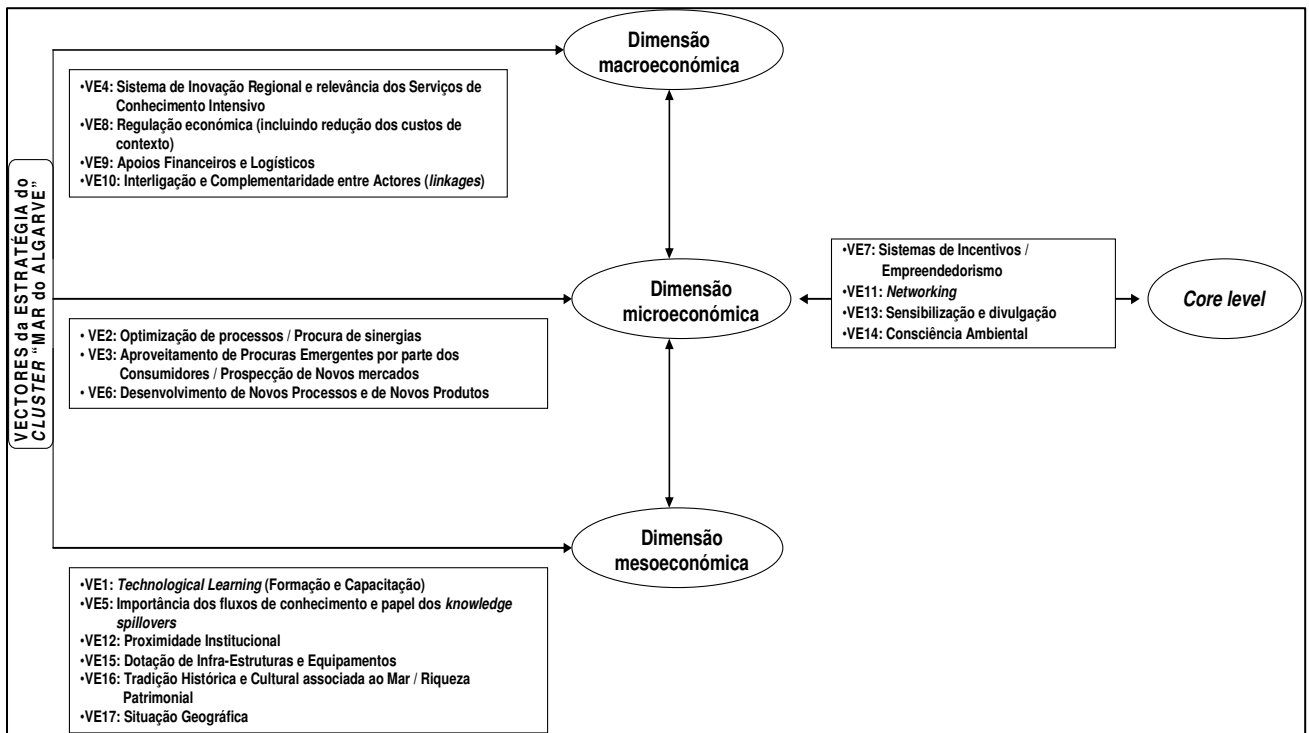 VECTORES da ESTRATÉGIA do
CLUSTER “MAR do ALGARVE”
Dimensão
macroeconómica
•VE4: Sistema de Inovação Regional e relevância dos Serviços de
Conhecimento Intensivo
•VE8: Regulação económica (incluindo redução dos custos de
contexto)
•VE9: Apoios Financeiros e Logísticos
•VE10: Interligação e Complementaridade entre Actores (linkages)
Dimensão
microeconómica
•VE7: Sistemas de Incentivos /
Empreendedorismo
•VE11: Networking
•VE13: Sensibilização e divulgação
•VE14: Consciência Ambiental
Core level
• VE2: Optimização de processos / Procura de sinergias
• VE3: Aproveitamento de Procuras Emergentes por parte dos
Consumidores / Prospecção de Novos mercados
• VE6: Desenvolvimento de Novos Processos e de Novos Produtos
Dimensão
mesoeconómica
•VE1: Technological Learning (Formação e Capacitação)
•VE5: Importância dos fluxos de conhecimento e papel dos knowledge
spillovers
•VE12: Proximidade Institucional
•VE15: Dotação de Infra-Estruturas e Equipamentos
•VE16: Tradição Histórica e Cultural associada ao Mar / Riqueza
Patrimonial
•VE17: Situação Geográfica